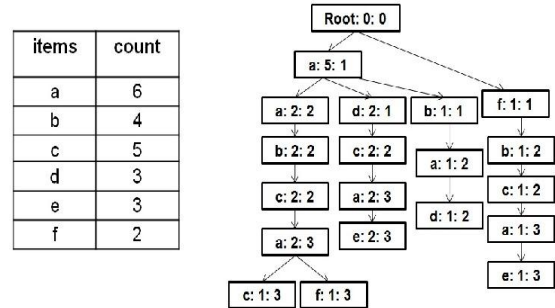 items count
a 6
b 4
c 5
d 3
e 3
f 2
Root: 0: 0
a: 5: 1
a: 2: 2 d: 2: 1 b: 1: 1 f: 1: 1
b: 2: 2 c: 2: 2 a: 1: 2 b: 1: 2
c: 2: 2 a: 2: 3 d: 1: 2 c: 1: 2
a: 2: 3 e: 2: 3 a: 1: 3
c: 1: 3 f: 1: 3 e: 1: 3